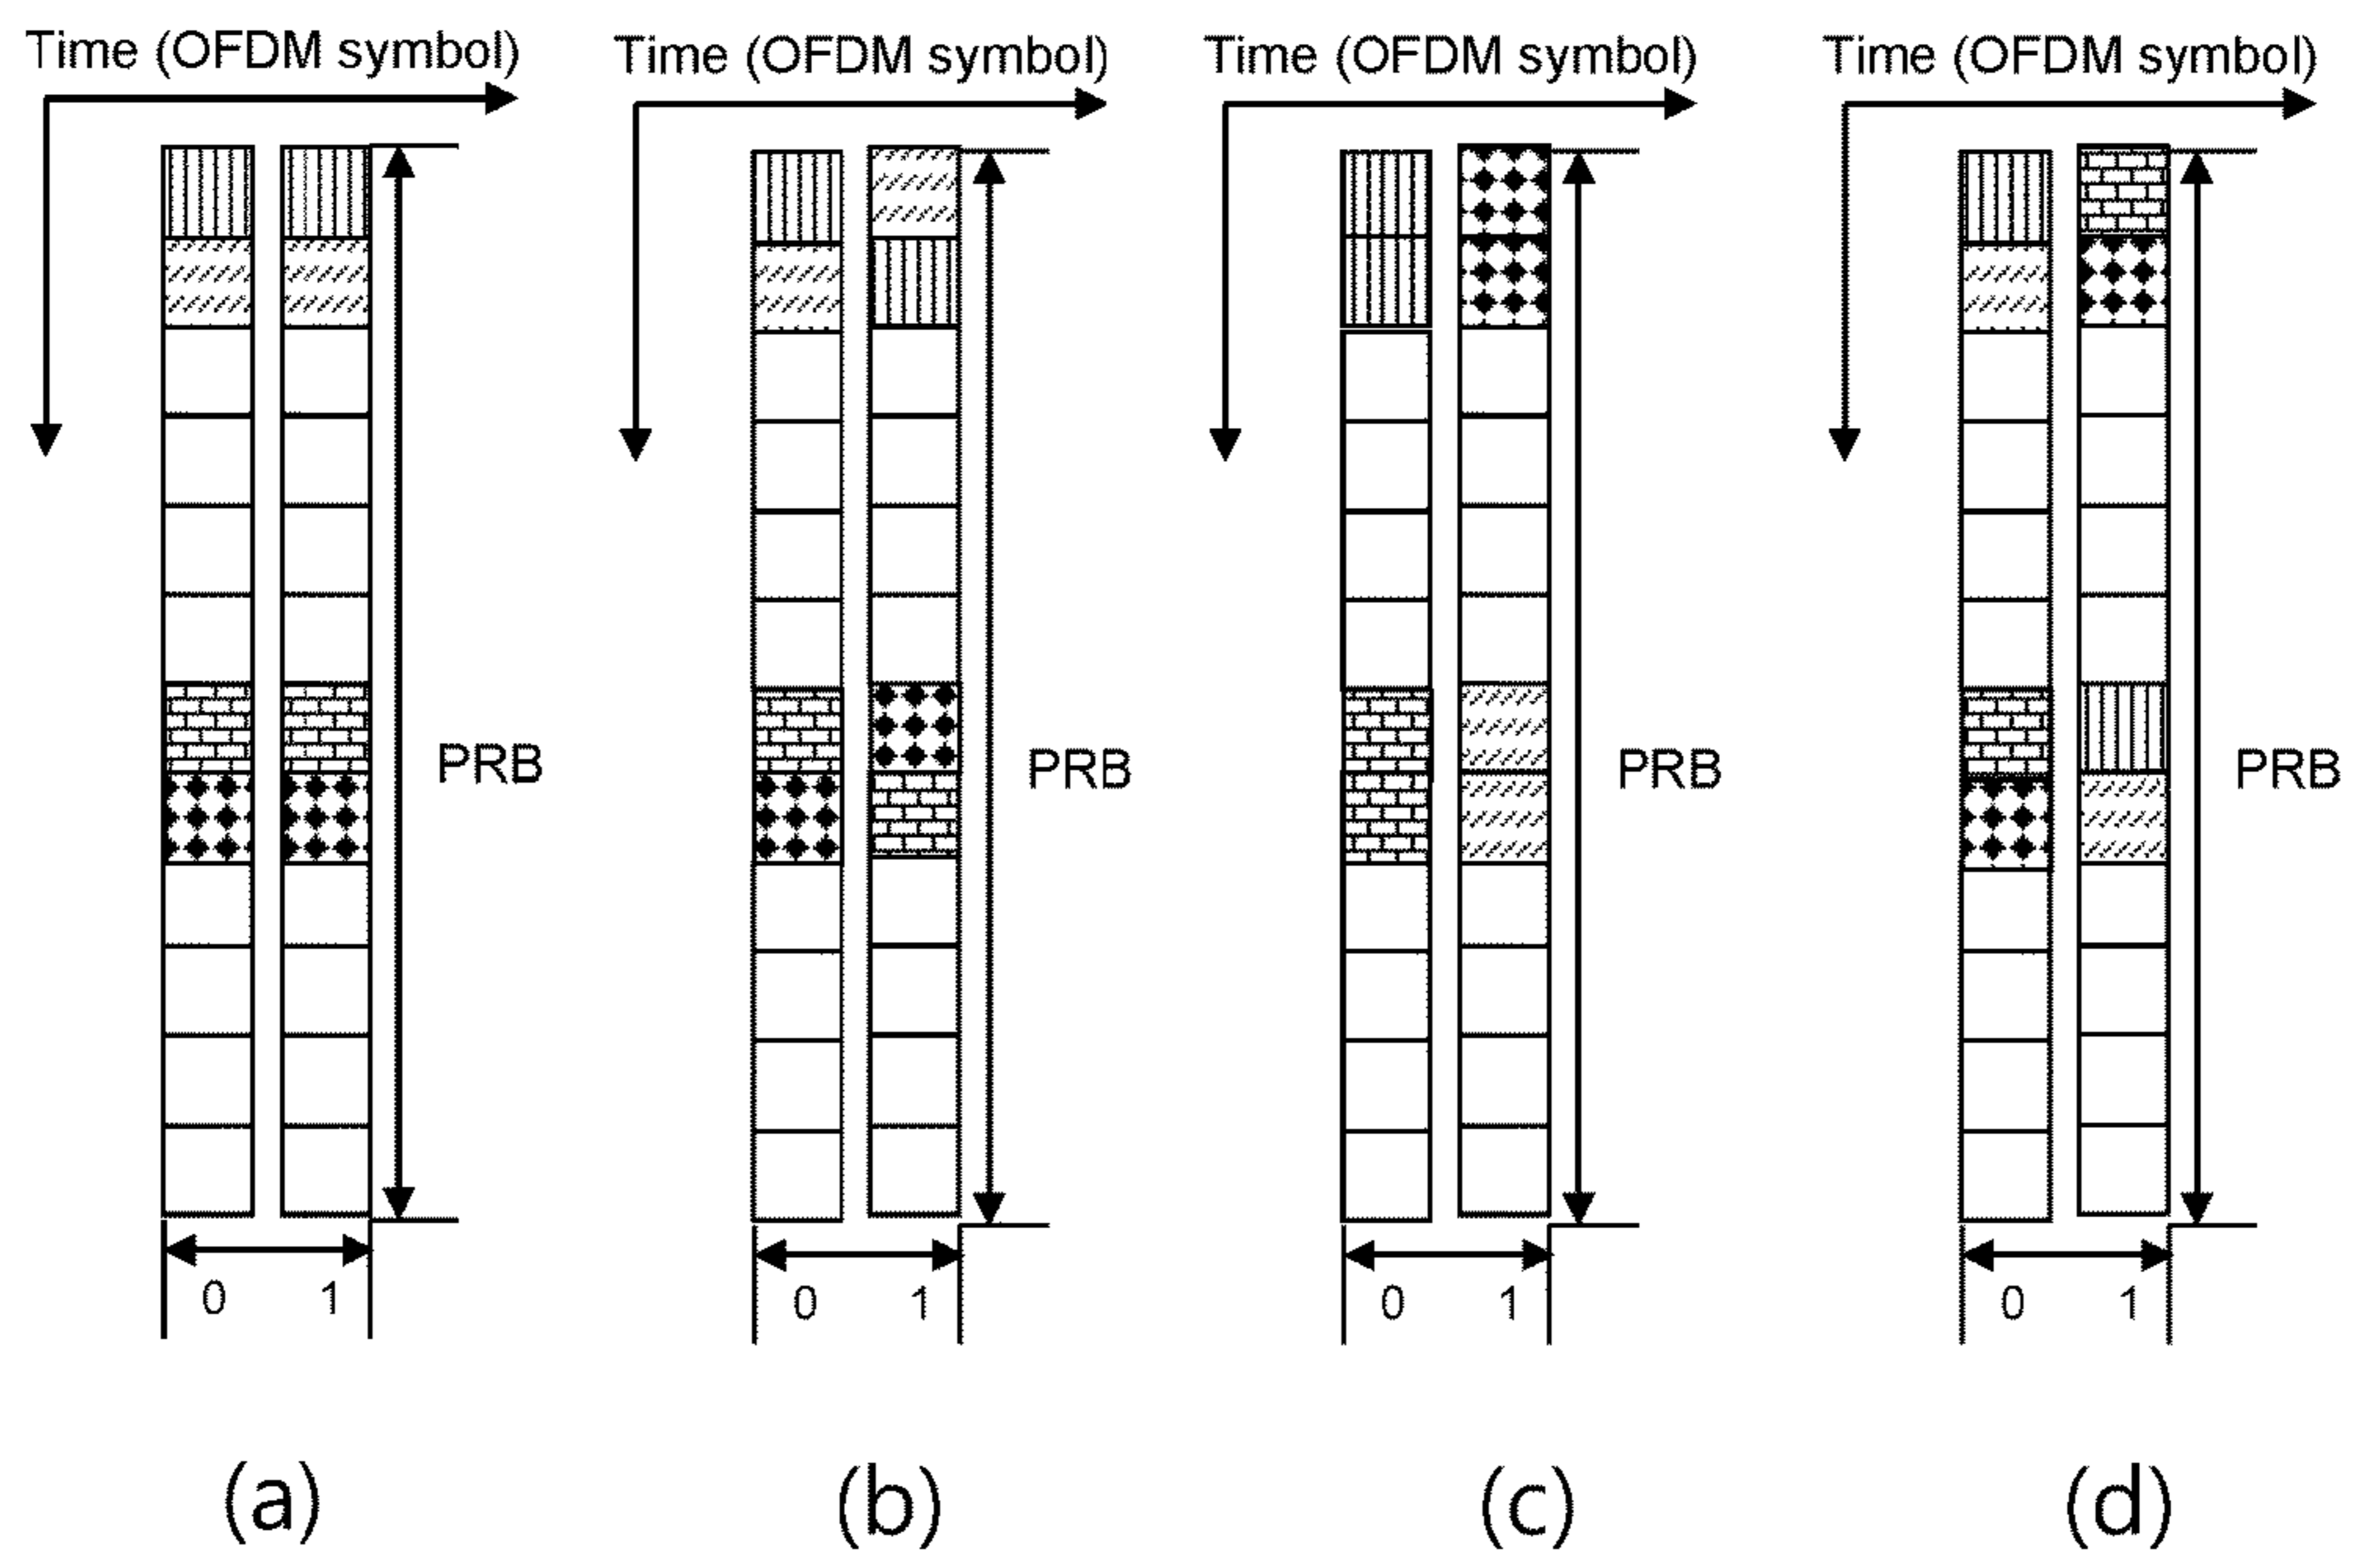 Time (OFDM symbol) Time (OFDM symbol) Time (OFDM symbol) Time (OFDM symbol)
PRB PRB PRB PRB
0 1 0 1 0 1 0 1
(a) (b) (c) (d)